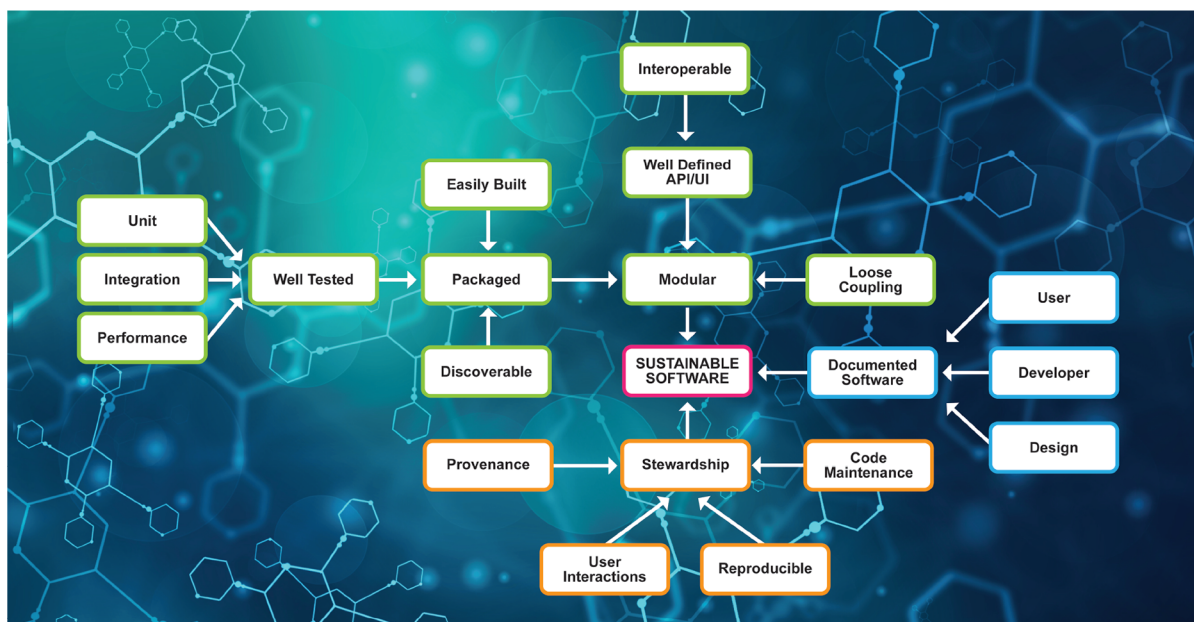 Interoperable
Well Defined
API/UI
Easily Built
Unit
Integration
Well Tested
Packaged
Modular
Loose
Coupling
User
Performance
Discoverable
SUSTAINABLE
SOFTWARE
Documented
Software
Developer
Design
Provenance
Stewardship
Code
Maintenance
User
Interactions
Reproducible